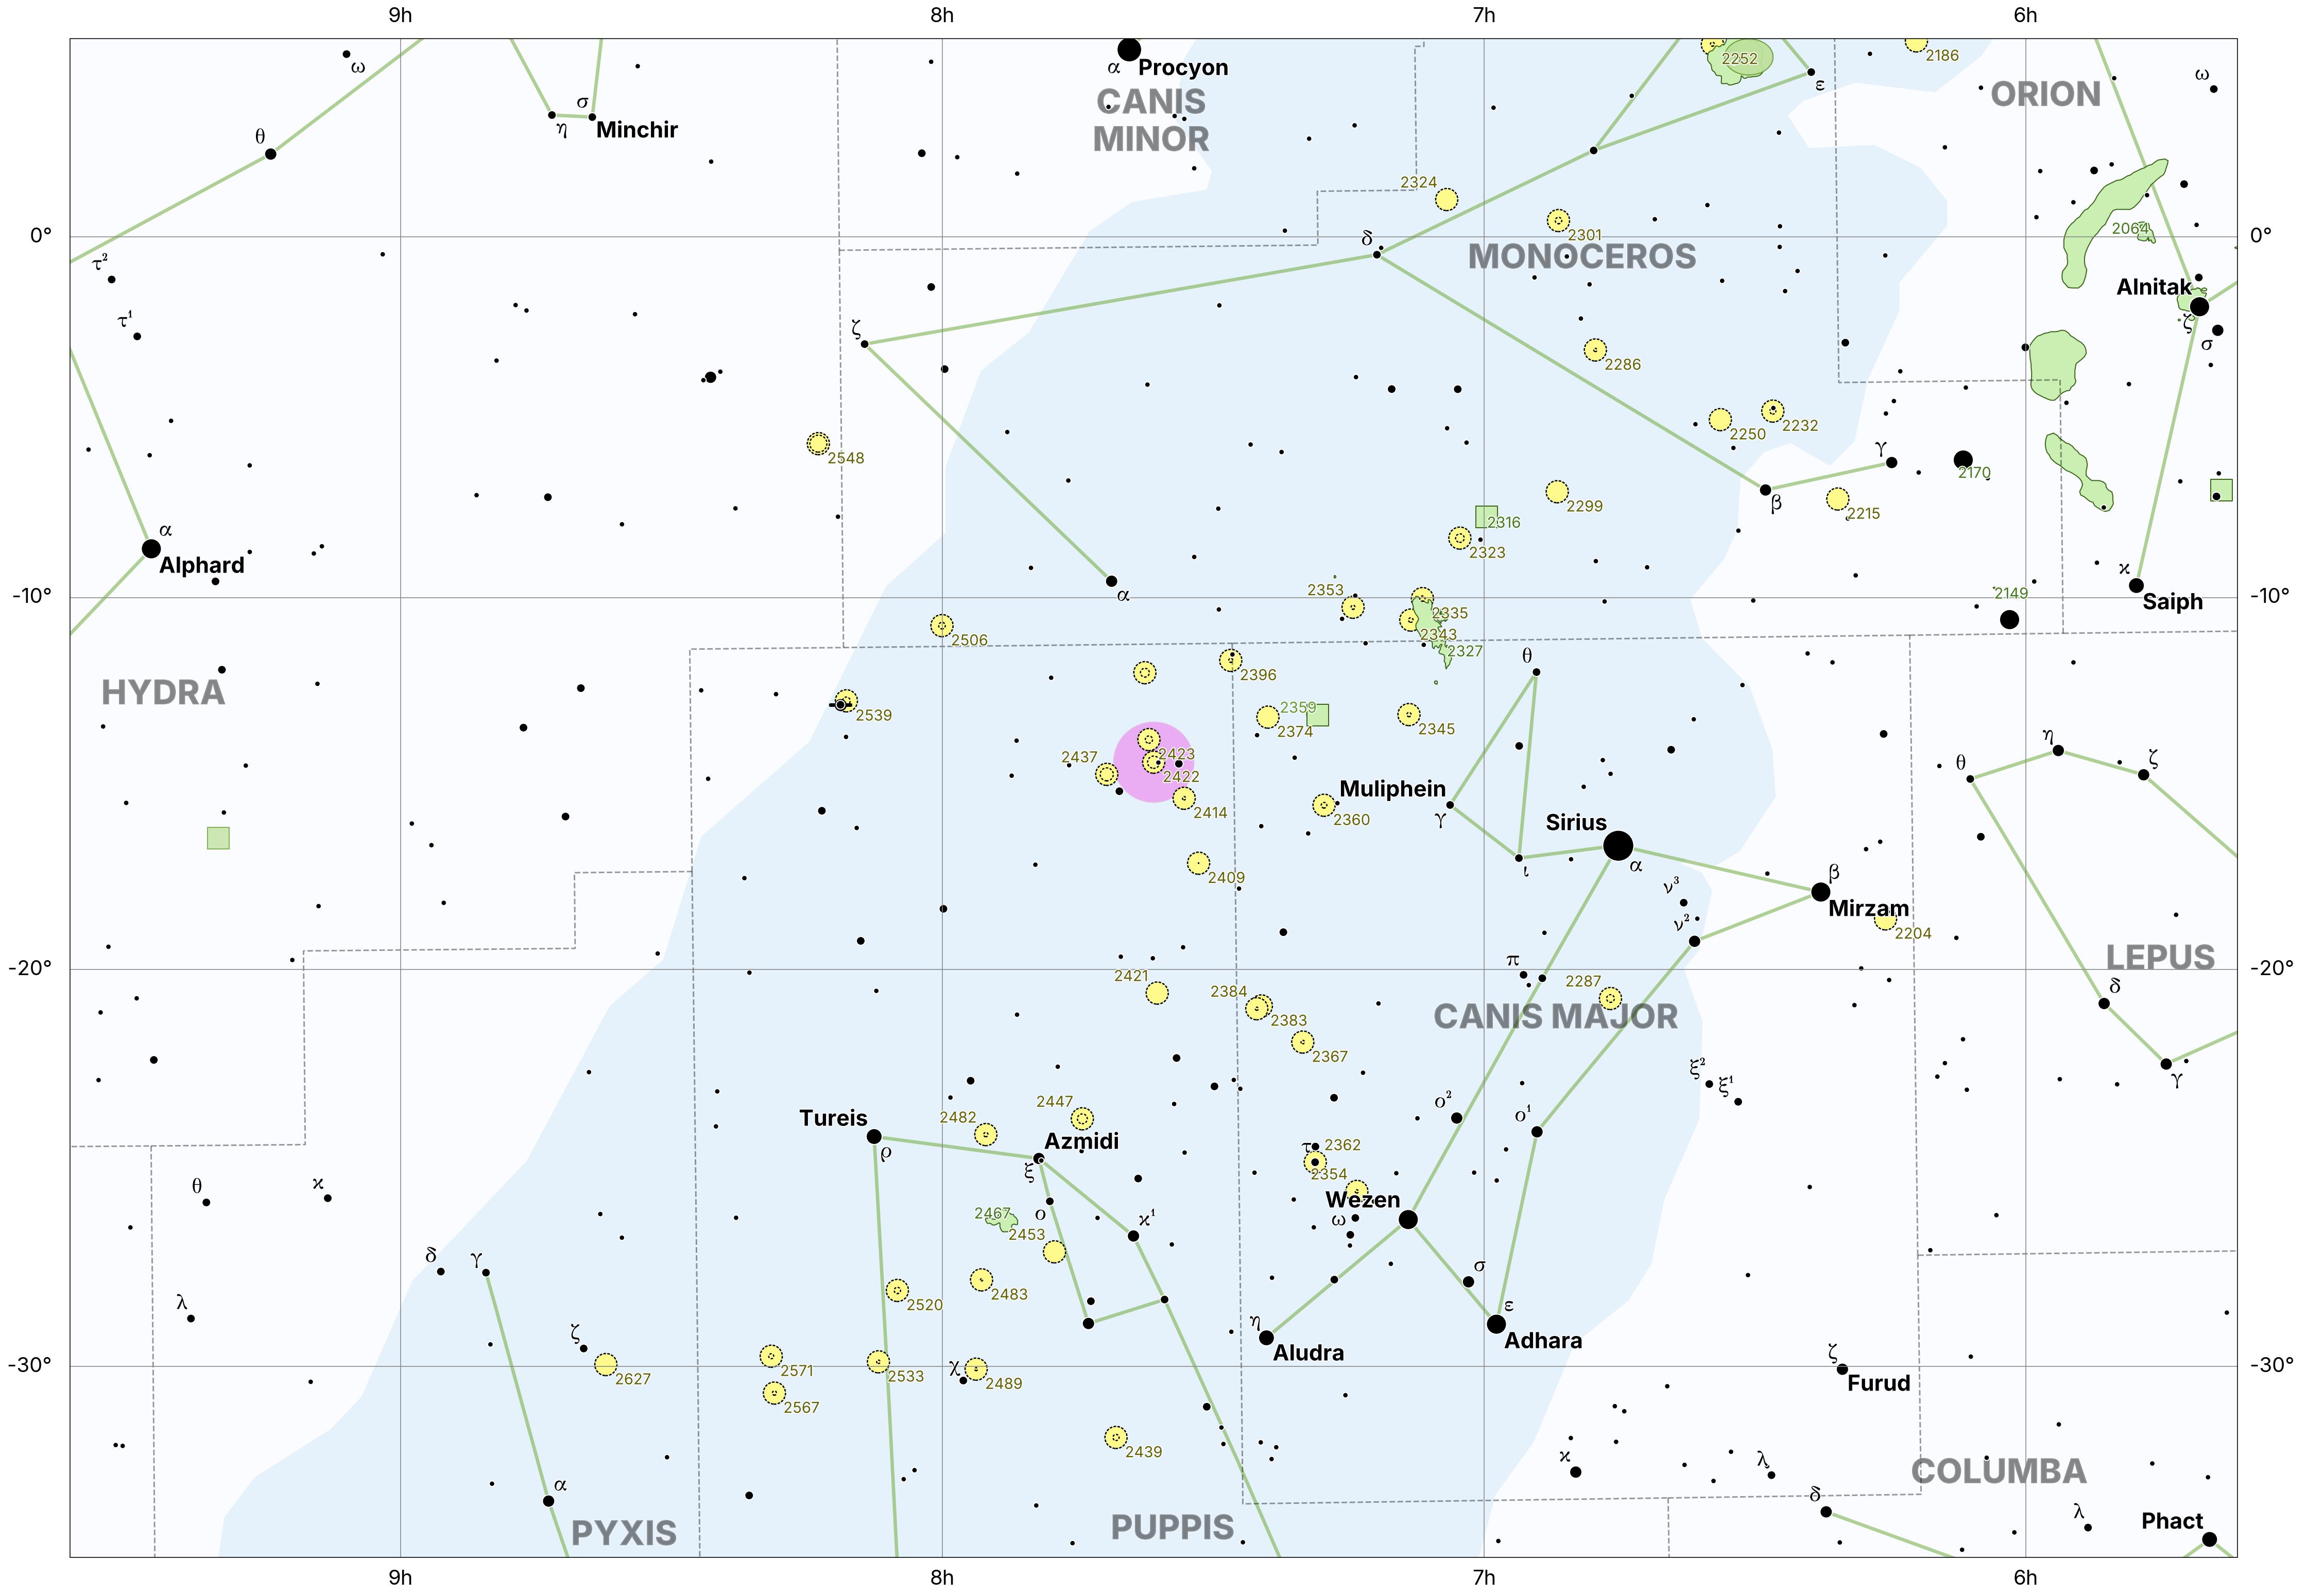 9h 8h 7h 6h
ω
α Procyon
2252
2186
ORION
ω
ε
CANIS
MINOR
σ
η Minchir
θ
2324
2301
0°
δ
MONOCEROS
2064
0°
τ²
Alnitak
ζ
τ¹
ζ
σ
2286
2250
2232
2548
γ
2170
β
2215
2299
2316
2323
α
Alphard
-10°
α
2353
2335
2343
2327
2149
ϰ
Saiph
-10°
2506
2396
θ
HYDRA
2539
2359
2374
2345
η
θ
ζ
2437
2423
2422
2414
2360
Muliphein
γ
Sirius
α
2409
ι
β
Mirzam
ν³
ν²
2204
LEPUS
-20°
π
-20°
2421
2384
2383
2287
CANIS MAJOR
δ
2367
ξ²
ξ¹
γ
Tureis
ρ
2482
2447
Azmidi
ξ
ο²
ο¹
τ
2362
2354
θ
ϰ
2467
ο
2453
ϰ¹
Wezen
ω
δ
γ
2483
σ
2520
λ
ε
ζ
η
Aludra
Adhara
-30°
2627
2571
2533
χ
2489
ζ
Furud
-30°
2567
2439
ϰ
λ
COLUMBA
α
δ
λ
Phact
PYXIS
PUPPIS
9h 8h 7h 6h